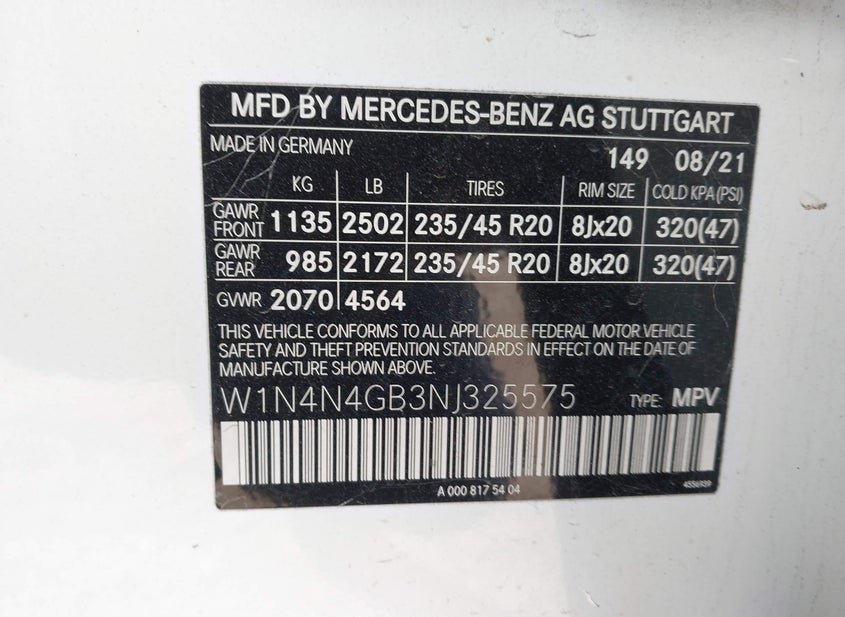 MFD BY MERCEDES-BENZ AG STUTTGART
MADE IN GERMANY 149 08/21
KG LB TIRES RIM SIZE COLD KPA (PSI)
GAWR FRONT 1135 2502 235/45 R20 8Jx20 320(47)
GAWR REAR 985 2172 235/45 R20 8Jx20 320(47)
GVWR 2070 4564
THIS VEHICLE CONFORMS TO ALL APPLICABLE FEDERAL MOTOR VEHICLE
SAFETY AND THEFT PREVENTION STANDARDS IN EFFECT ON THE DATE OF
MANUFACTURE SHOWN ABOVE.
W1N4N4GB3NJ325575 TYPE: MPV
A 000 817 54 04 4556939